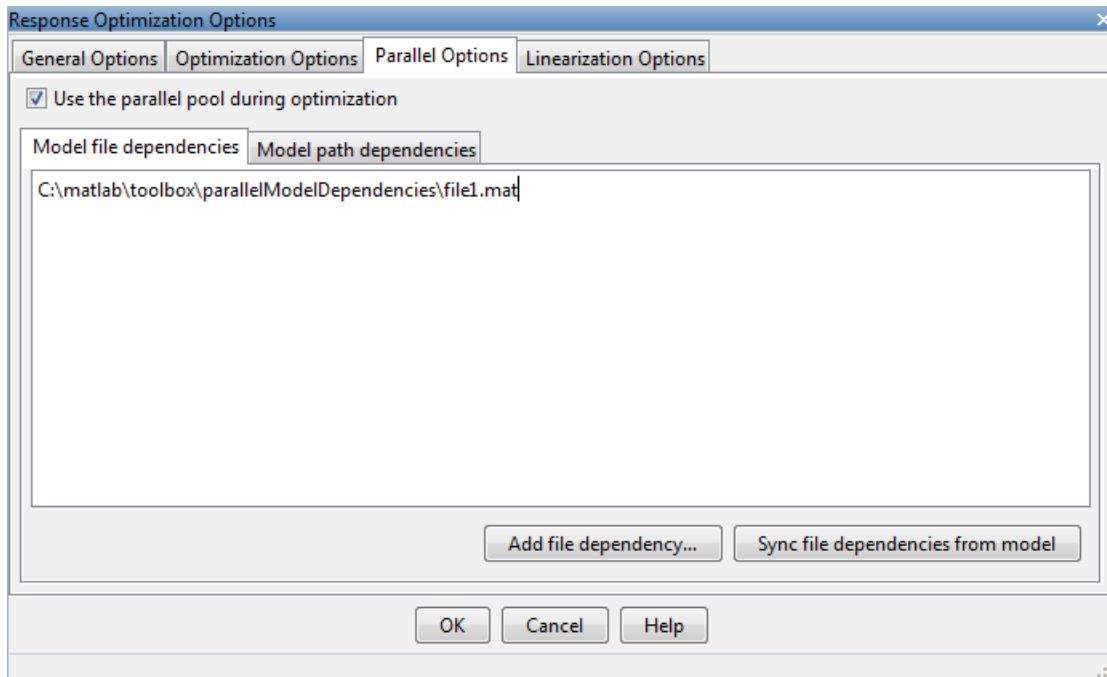 Response Optimization Options
General Options Optimization Options Parallel Options Linearization Options
Use the parallel pool during optimization
Model file dependencies Model path dependencies
C:\matlab\toolbox\parallelModelDependencies\file1.mat
Add file dependency... Sync file dependencies from model
OK Cancel Help